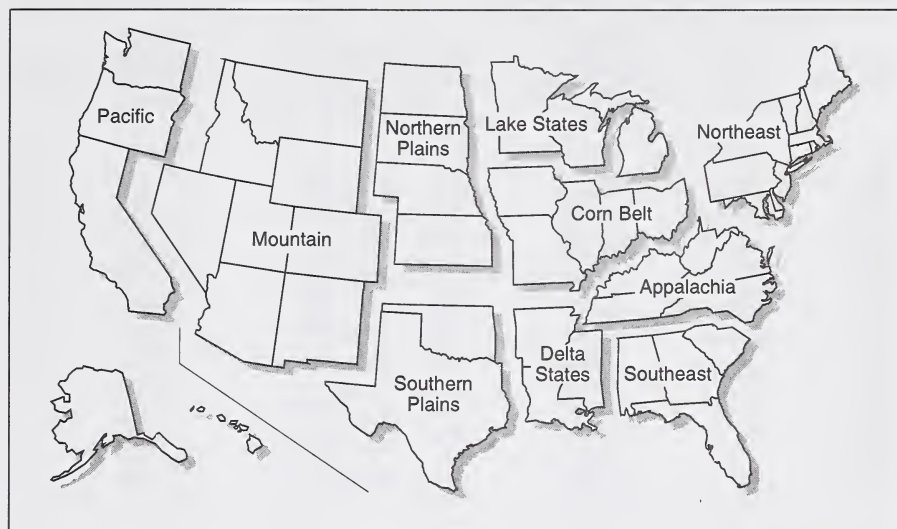 Pacific
Northern
Plains
Lake States
Northeast
Mountain
Corn Belt
Appalachia
Southern
Plains
Delta
States
Southeast